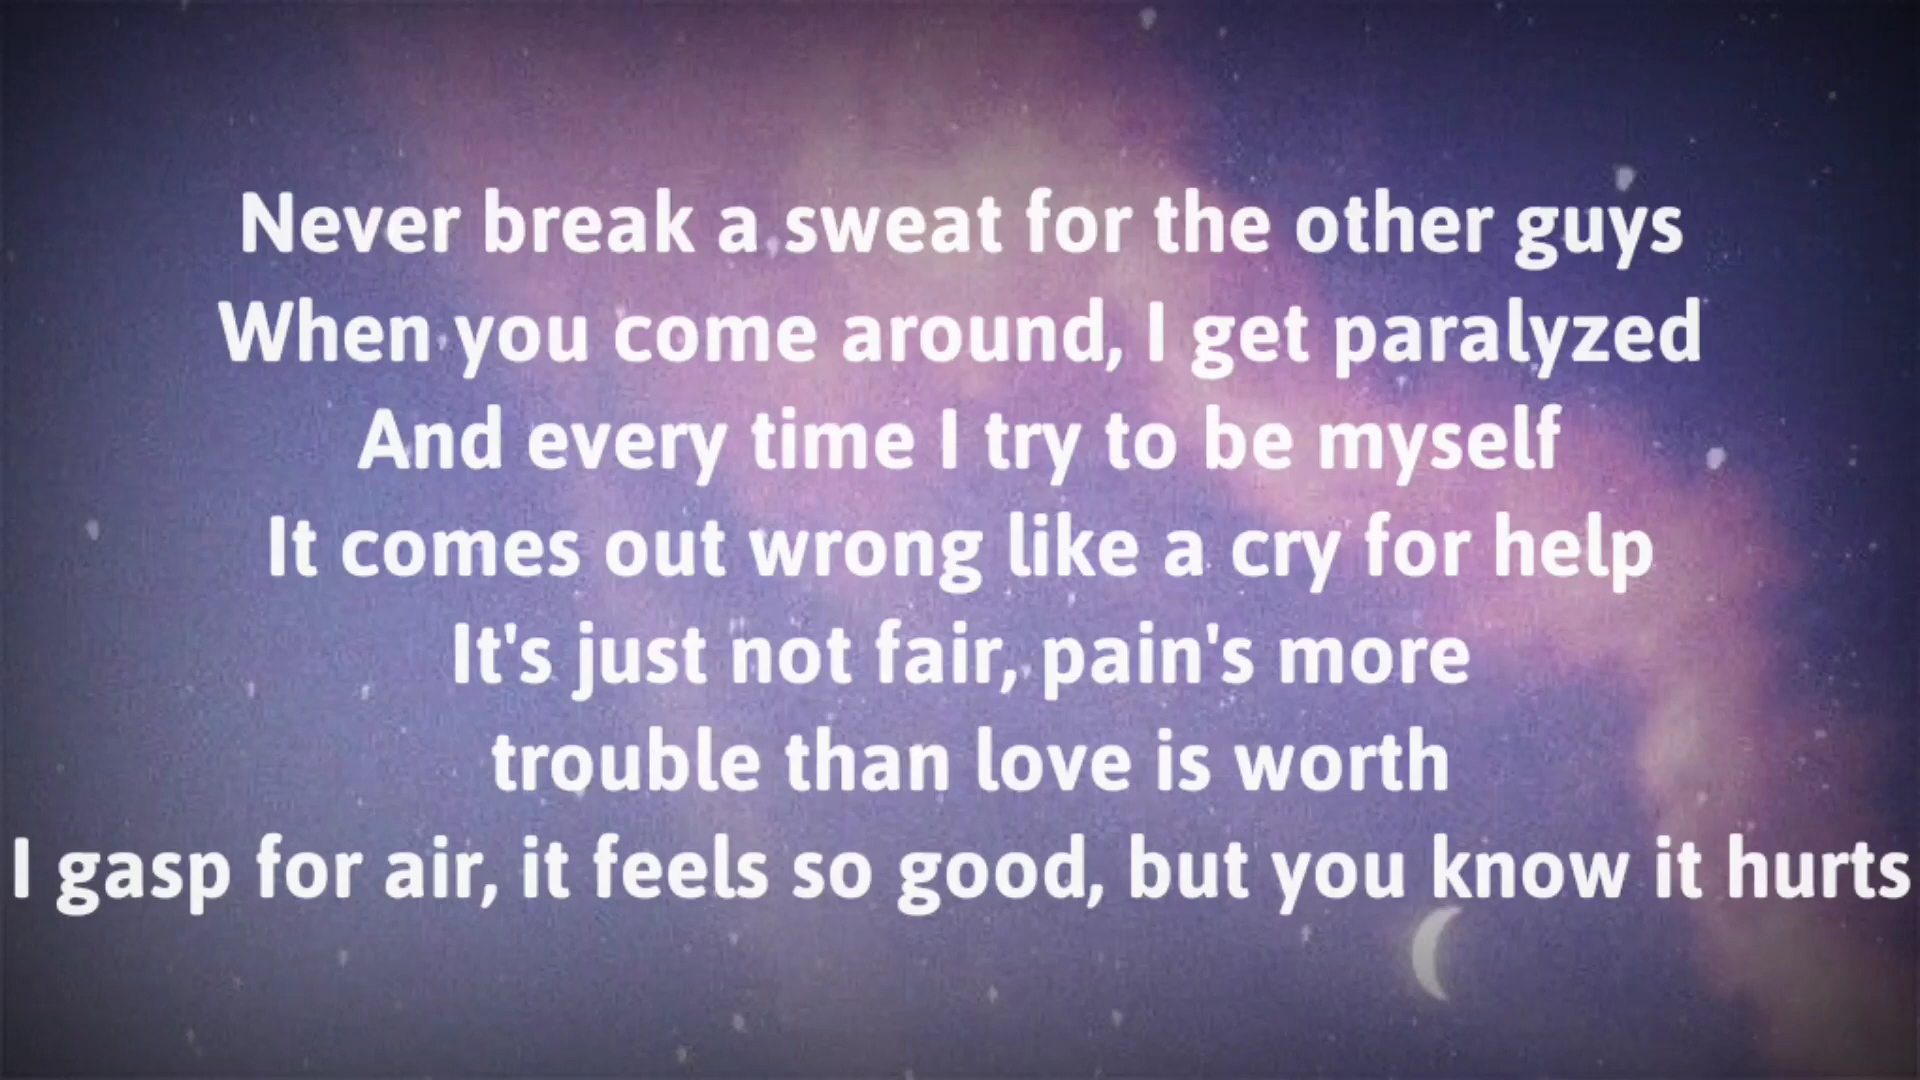 Never break a sweat for the other guys
When you come around, I get paralyzed
And every time I try to be myself
It comes out wrong like a cry for help
It's just not fair, pain's more
trouble than love is worth
I gasp for air, it feels so good, but you know it hurts